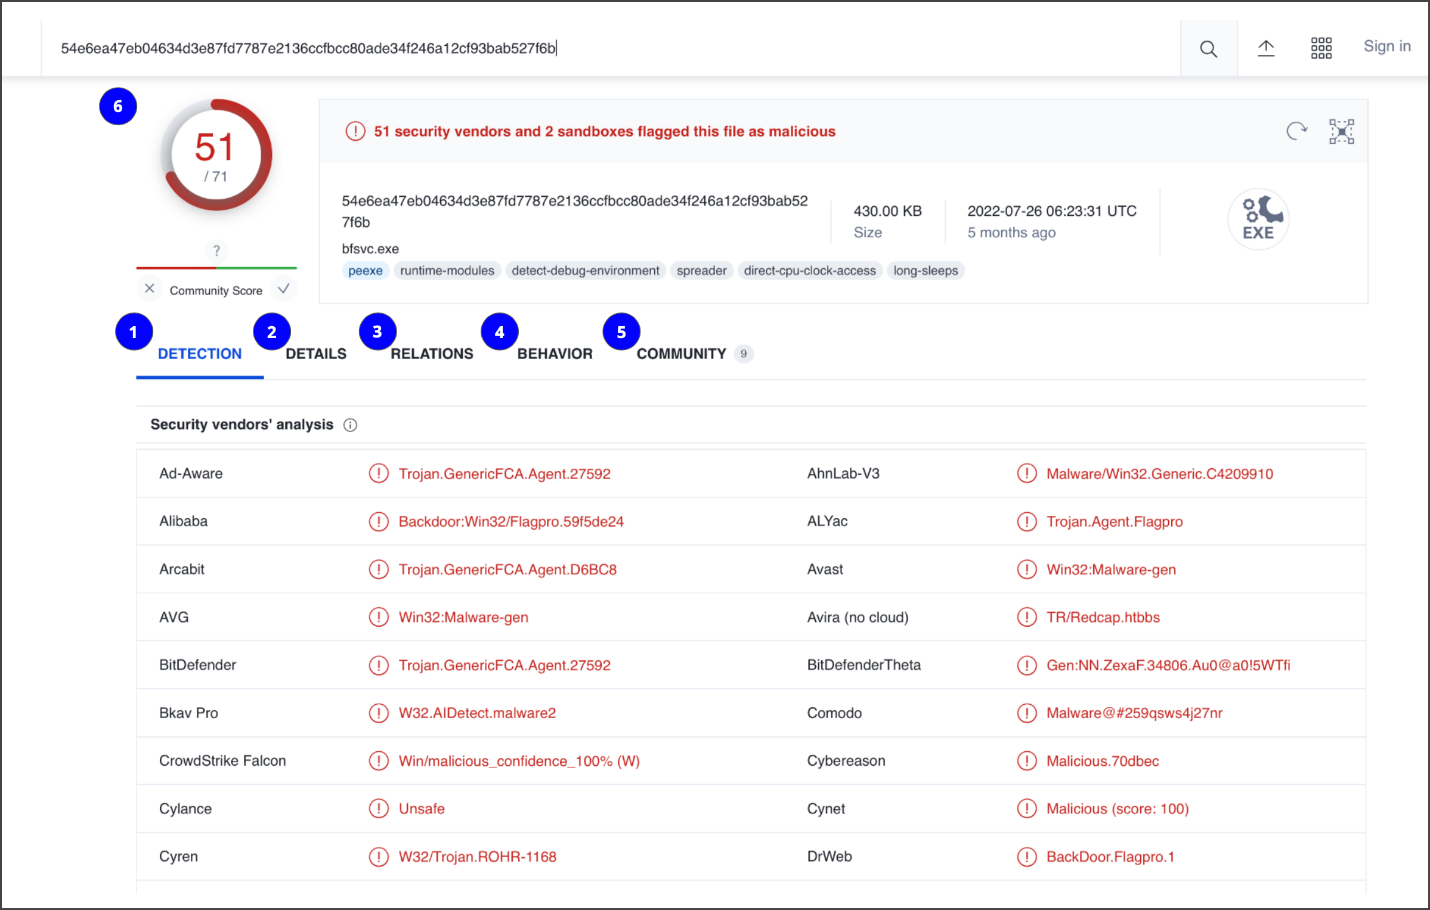 54e6ea47eb04634d3e87fd7787e2136ccfbcc80ade34f246a12cf93bab527f6b
Sign in
6
51
/ 71
?
Community Score
51 security vendors and 2 sandboxes flagged this file as malicious
54e6ea47eb04634d3e87fd7787e2136ccfbcc80ade34f246a12cf93bab52
7f6b
bfsvc.exe
peexe runtime-modules detect-debug-environment spreader direct-cpu-clock-access long-sleeps
430.00 KB
Size
2022-07-26 06:23:31 UTC
5 months ago
EXE
1 DETECTION 2 DETAILS 3 RELATIONS 4 BEHAVIOR 5 COMMUNITY 9
Security vendors' analysis
Ad-Aware Trojan.GenericFCA.Agent.27592 AhnLab-V3 Malware/Win32.Generic.C4209910
Alibaba Backdoor:Win32/Flagpro.59f5de24 ALYac Trojan.Agent.Flagpro
Arcabit Trojan.GenericFCA.Agent.D6BC8 Avast Win32:Malware-gen
AVG Win32:Malware-gen Avira (no cloud) TR/Redcap.htbbs
BitDefender Trojan.GenericFCA.Agent.27592 BitDefenderTheta Gen:NN.ZexaF.34806.Au0@a0!5WTfi
Bkav Pro W32.AIDetect.malware2 Comodo Malware@#259qsws4j27nr
CrowdStrike Falcon Win/malicious_confidence_100% (W) Cybereason Malicious.70dbec
Cylance Unsafe Cynet Malicious (score: 100)
Cyren W32/Trojan.ROHR-1168 DrWeb BackDoor.Flagpro.1